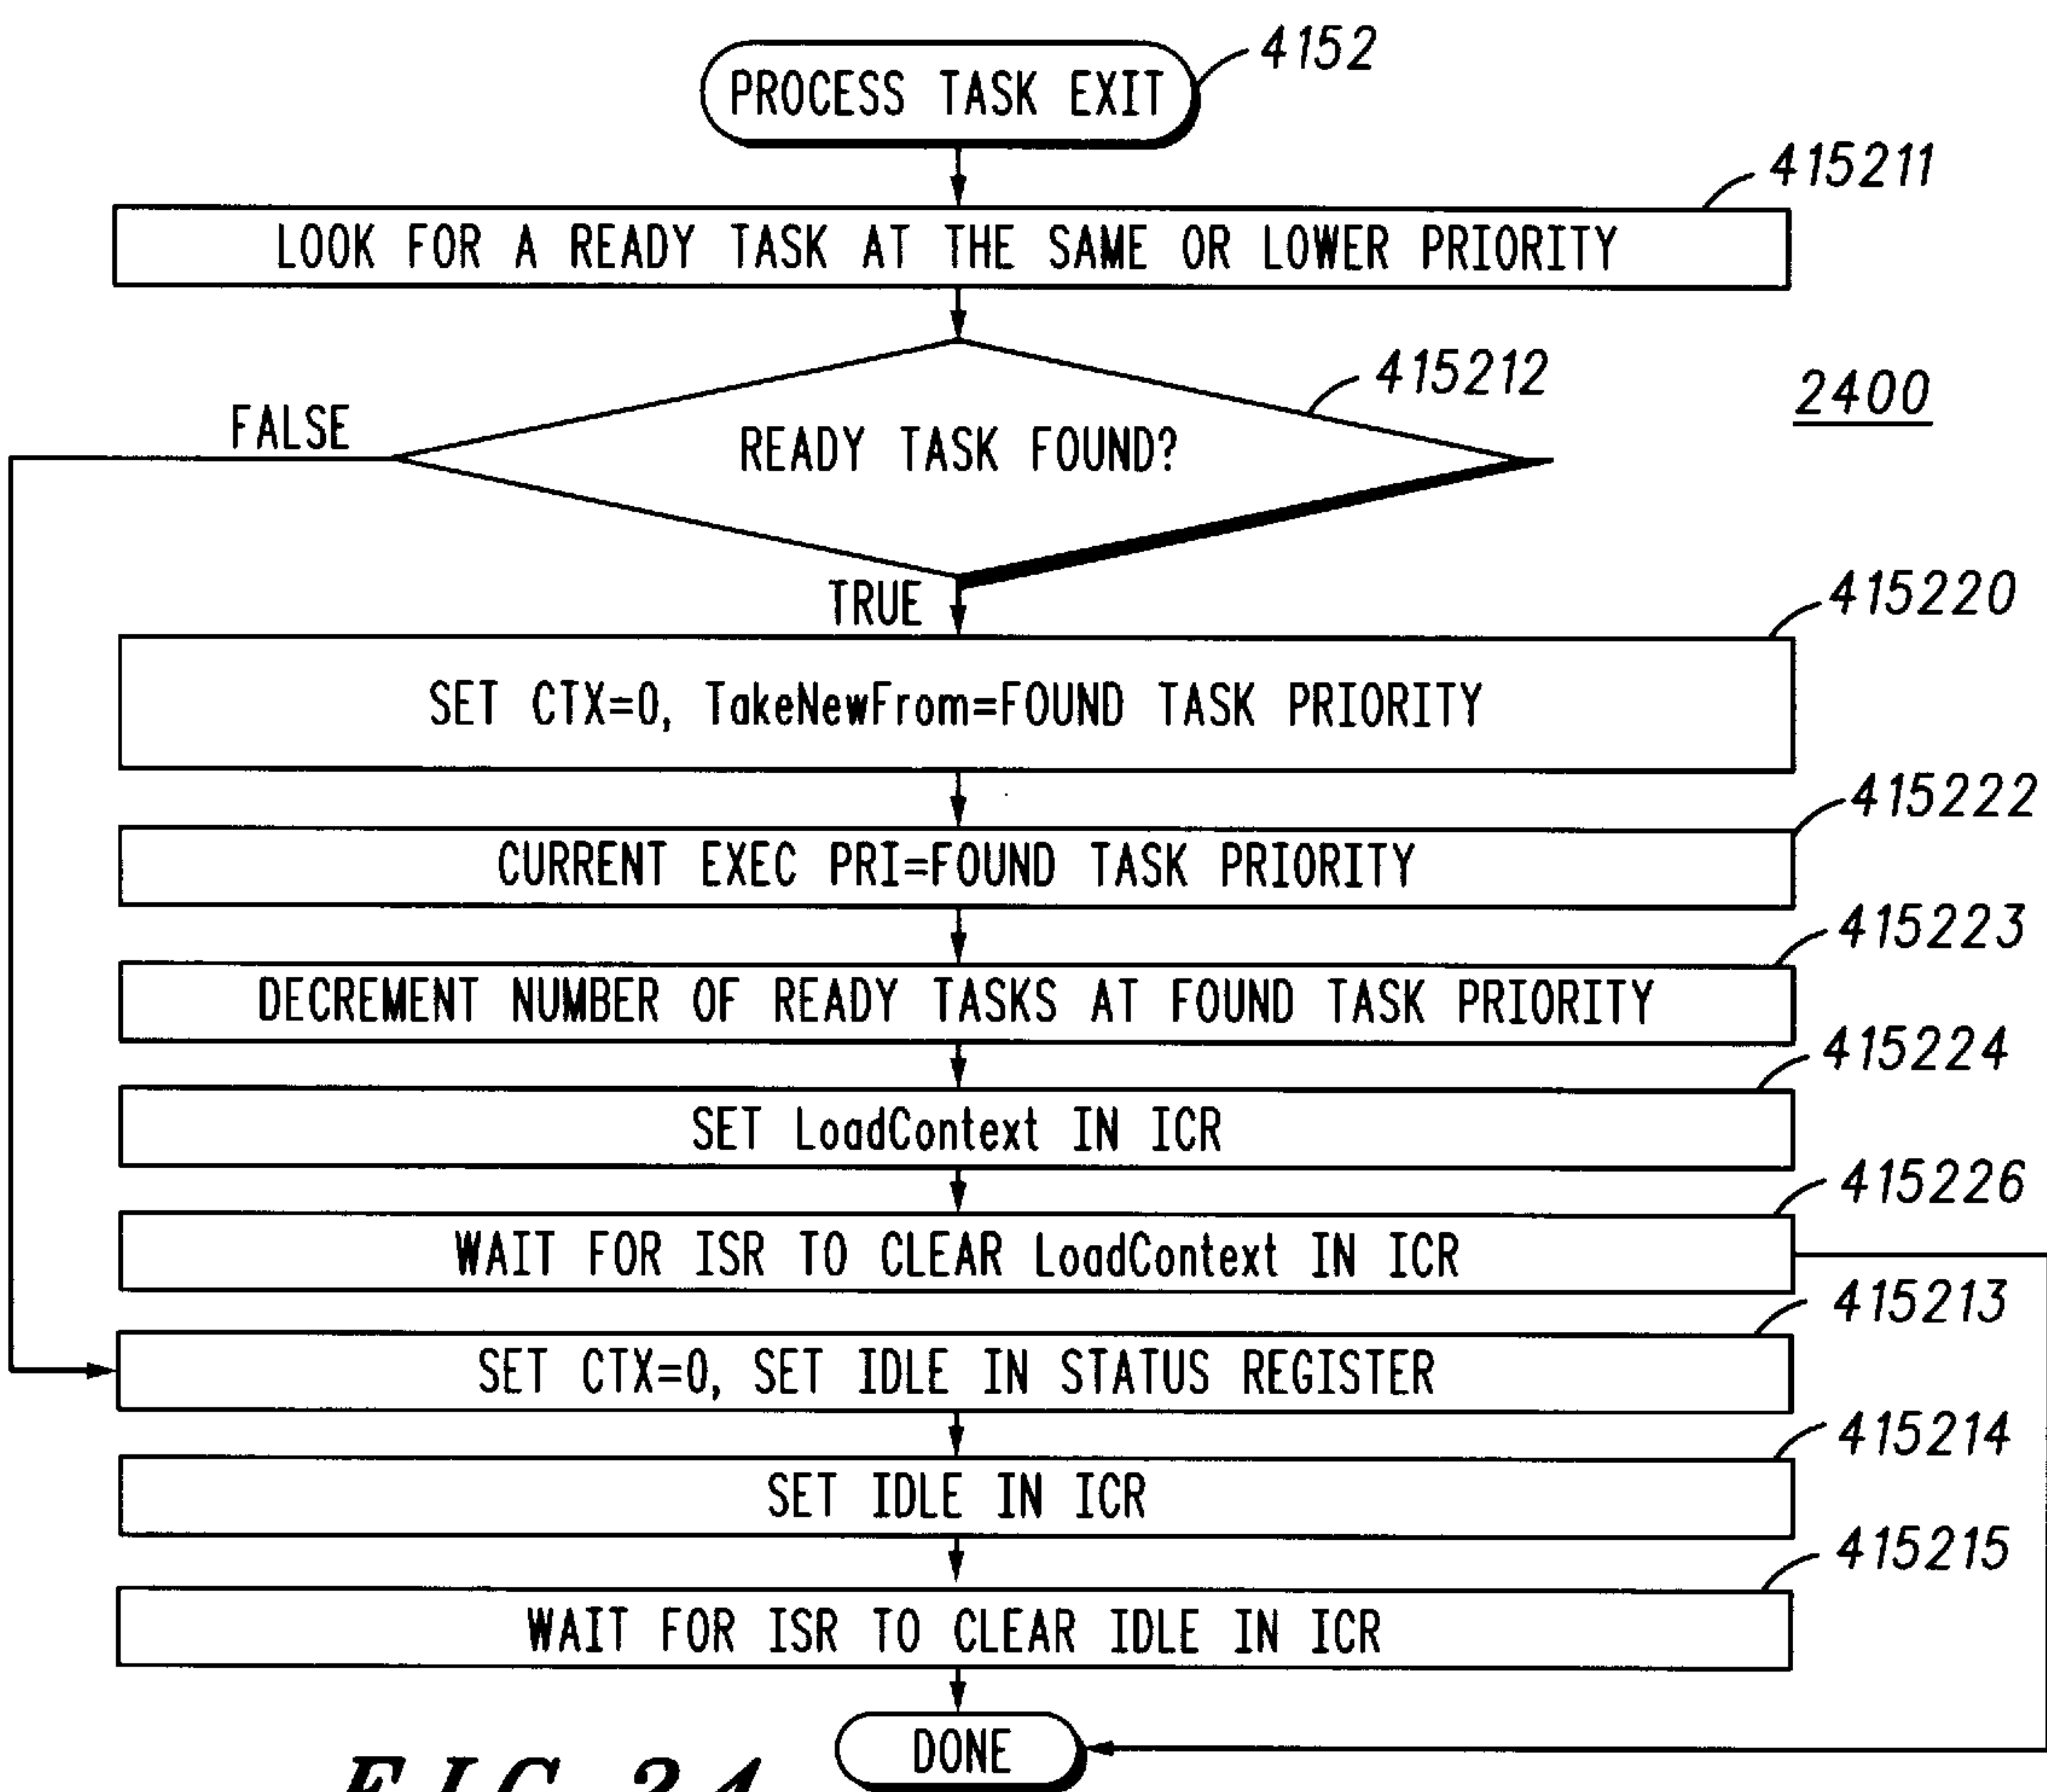 4152
PROCESS TASK EXIT
415211
LOOK FOR A READY TASK AT THE SAME OR LOWER PRIORITY
415212
2400
FALSE
READY TASK FOUND?
TRUE
415220
SET CTX=0, TakeNewFrom=FOUND TASK PRIORITY
415222
CURRENT EXEC PRI=FOUND TASK PRIORITY
415223
DECREMENT NUMBER OF READY TASKS AT FOUND TASK PRIORITY
415224
SET LoadContext IN ICR
415226
WAIT FOR ISR TO CLEAR LoadContext IN ICR
415213
SET CTX=0, SET IDLE IN STATUS REGISTER
415214
SET IDLE IN ICR
415215
WAIT FOR ISR TO CLEAR IDLE IN ICR
DONE
FIG. 24